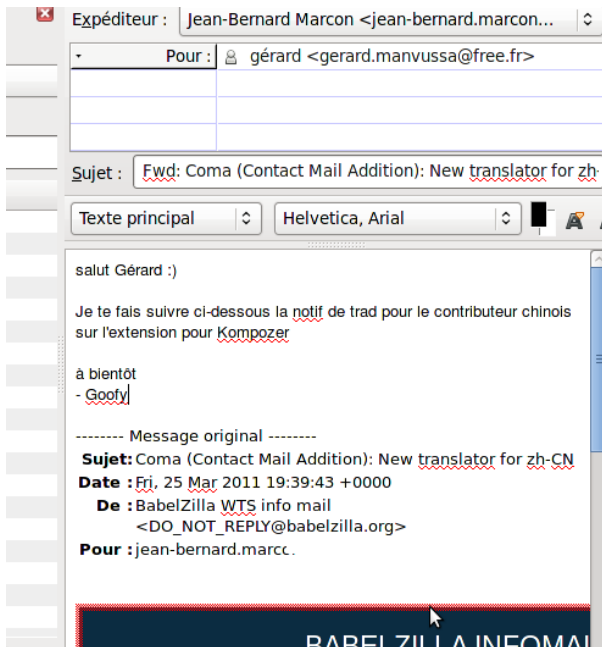 Expéditeur : Jean-Bernard Marcon <jean-bernard.marcon...
Pour : gérard <gerard.manvussa@free.fr>
Sujet : Fwd: Coma (Contact Mail Addition): New translator for zh-
Texte principal Helvetica, Arial
salut Gérard :)
Je te fais suivre ci-dessous la notif de trad pour le contributeur chinois
sur l'extension pour Kompozer
à bientôt
- Goofy
-------- Message original --------
Sujet: Coma (Contact Mail Addition): New translator for zh-CN
Date : Fri, 25 Mar 2011 19:39:43 +0000
De : BabelZilla WTS info mail
<DO_NOT_REPLY@babelzilla.org>
Pour : jean-bernard.marcc.
BABELZILLA INFOMAI